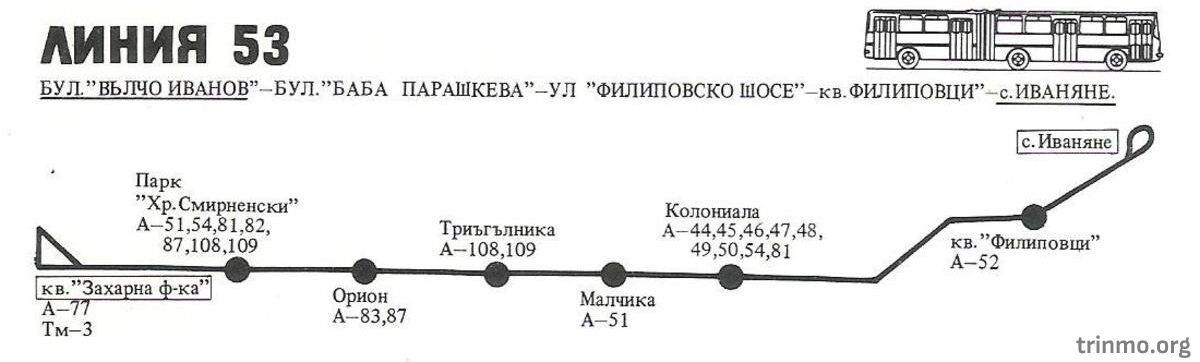 ЛИНИЯ 53
БУЛ."ВЪЛЧО ИВАНОВ"–БУЛ."БАБА ПАРАШКЕВА"–УЛ "ФИЛИПОВСКО ШОСЕ"–кв.ФИЛИПОВЦИ"–с.ИВАНЯНЕ.
с.Иваняне
Парк
"Хр.Смирненски"
А–51,54,81,82,
87,108,109
Триъгълника
А–108,109
Колониала
А–44,45,46,47,48,
49,50,54,81
кв."Филиповци"
А–52
кв."Захарна ф-ка"
А–77
Тм–3
Орион
А–83,87
Малчика
А–51
trinmo.org